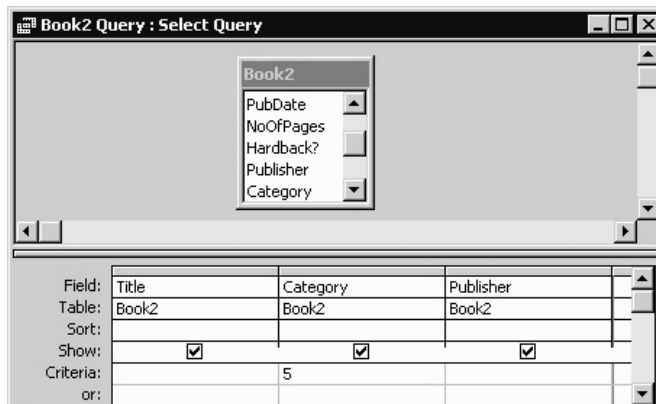 Book2 Query : Select Query
Book2
PubDate
NoOfPages
Hardback?
Publisher
Category
Field: Title Category Publisher
Table: Book2 Book2 Book2
Sort:
Show:
Criteria: 5
or: